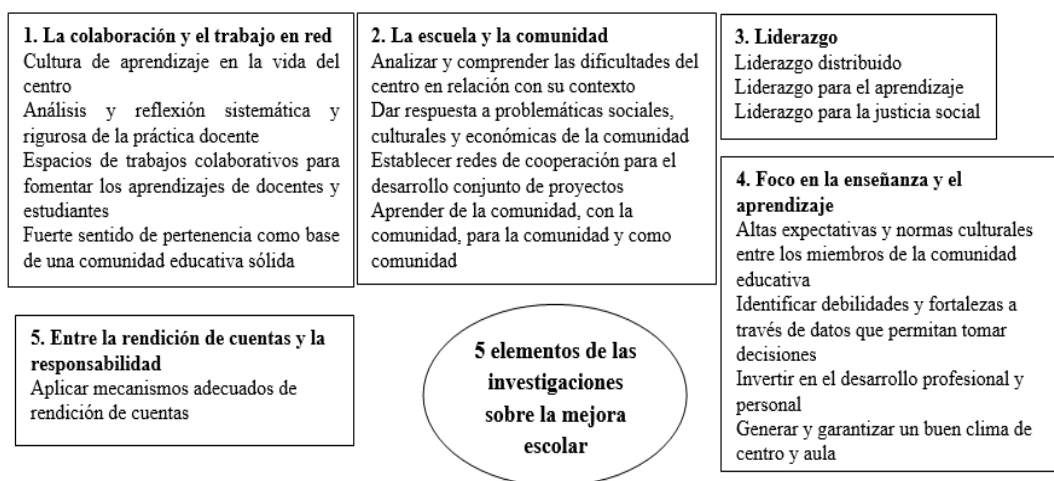 1. La colaboración y el trabajo en red
Cultura de aprendizaje en la vida del
centro
Análisis y reflexión sistemática y
rigurosa de la práctica docente
Espacios de trabajos colaborativos para
fomentar los aprendizajes de docentes y
estudiantes
Fuerte sentido de pertenencia como base
de una comunidad educativa sólida
2. La escuela y la comunidad
Analizar y comprender las dificultades del
centro en relación con su contexto
Dar respuesta a problemáticas sociales,
culturales y económicas de la comunidad
Establecer redes de cooperación para el
desarrollo conjunto de proyectos
Aprender de la comunidad, con la
comunidad, para la comunidad y como
comunidad
3. Liderazgo
Liderazgo distribuido
Liderazgo para el aprendizaje
Liderazgo para la justicia social
4. Foco en la enseñanza y el
aprendizaje
Altas expectativas y normas culturales
entre los miembros de la comunidad
educativa
Identificar debilidades y fortalezas a
través de datos que permitan tomar
decisiones
Invertir en el desarrollo profesional y
personal
Generar y garantizar un buen clima de
centro y aula
5. Entre la rendición de cuentas y la
responsabilidad
Aplicar mecanismos adecuados de
rendición de cuentas
5 elementos de las
investigaciones
sobre la mejora
escolar